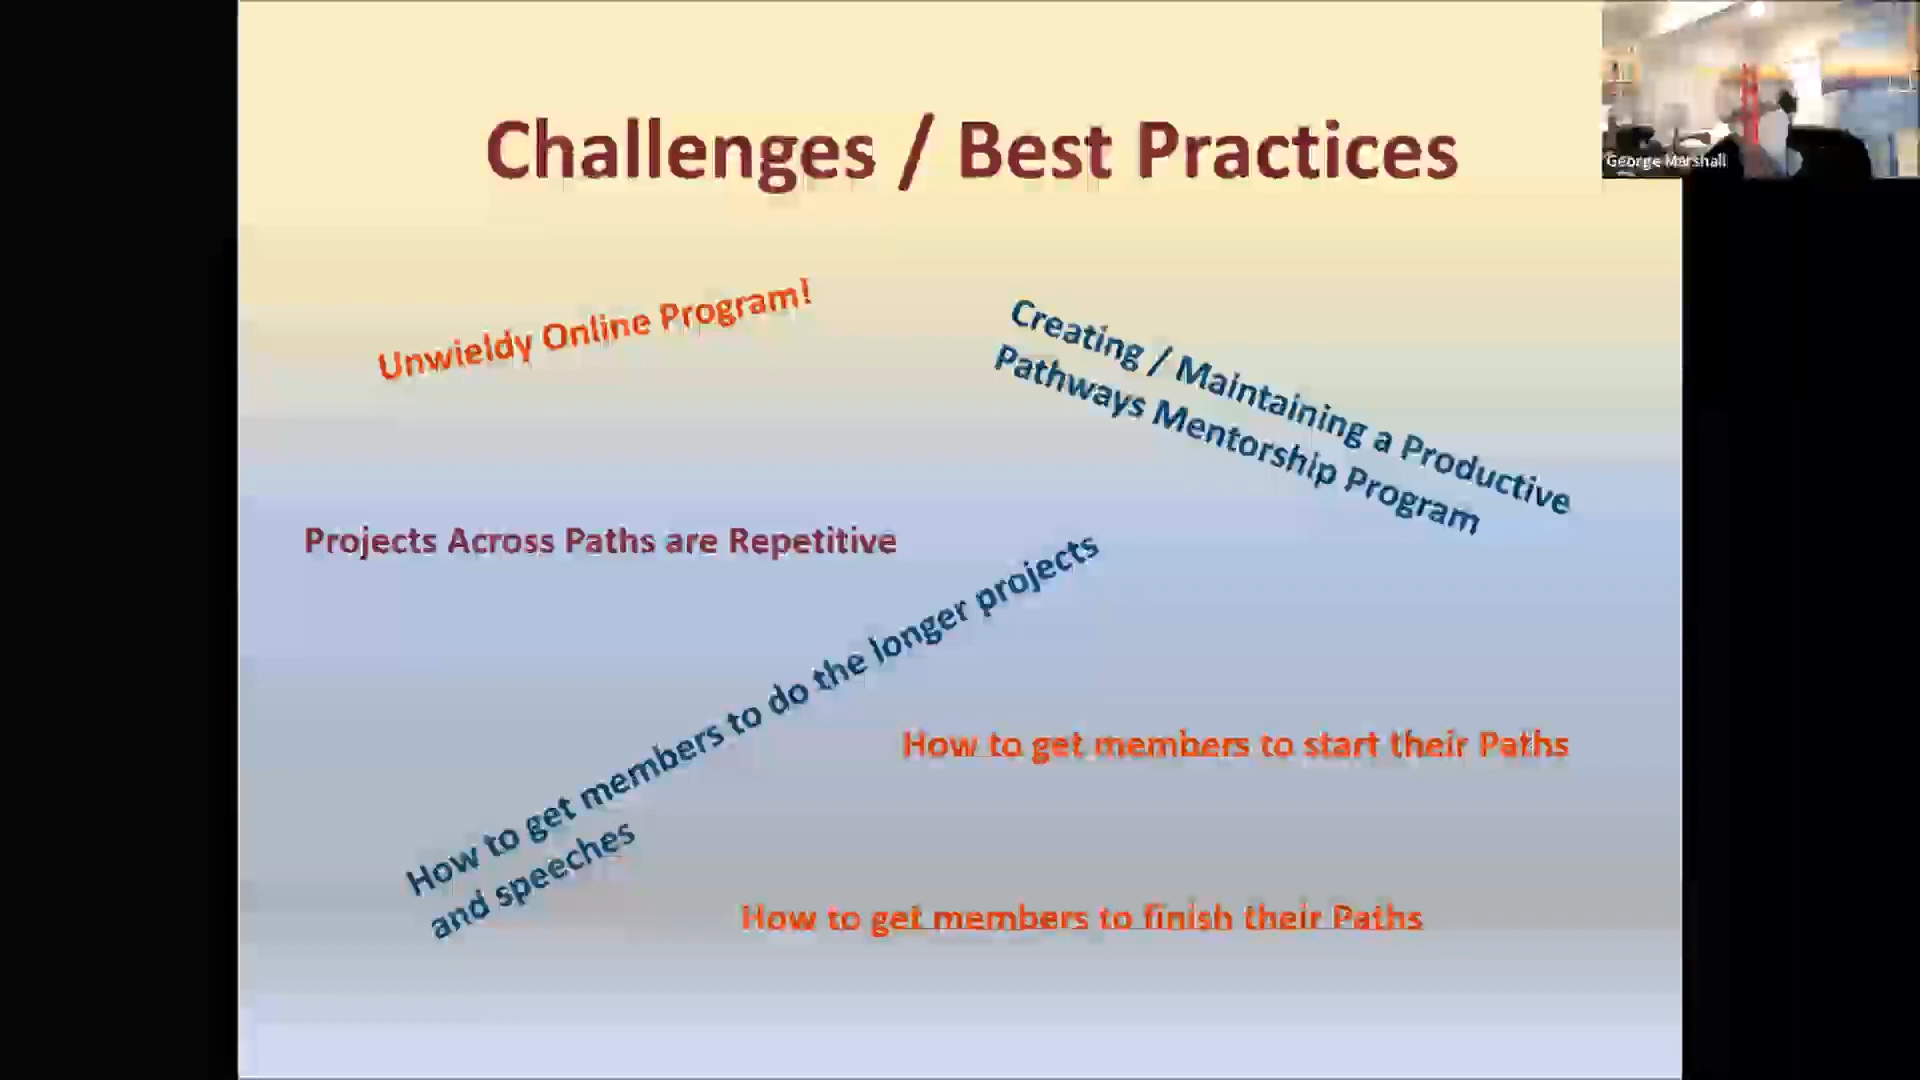 Challenges / Best Practices
George Marshall
Unwieldy Online Program!
Creating / Maintaining a Productive
Pathways Mentorship Program
Projects Across Paths are Repetitive
How to get members to do the longer projects
and speeches
How to get members to start their Paths
How to get members to finish their Paths